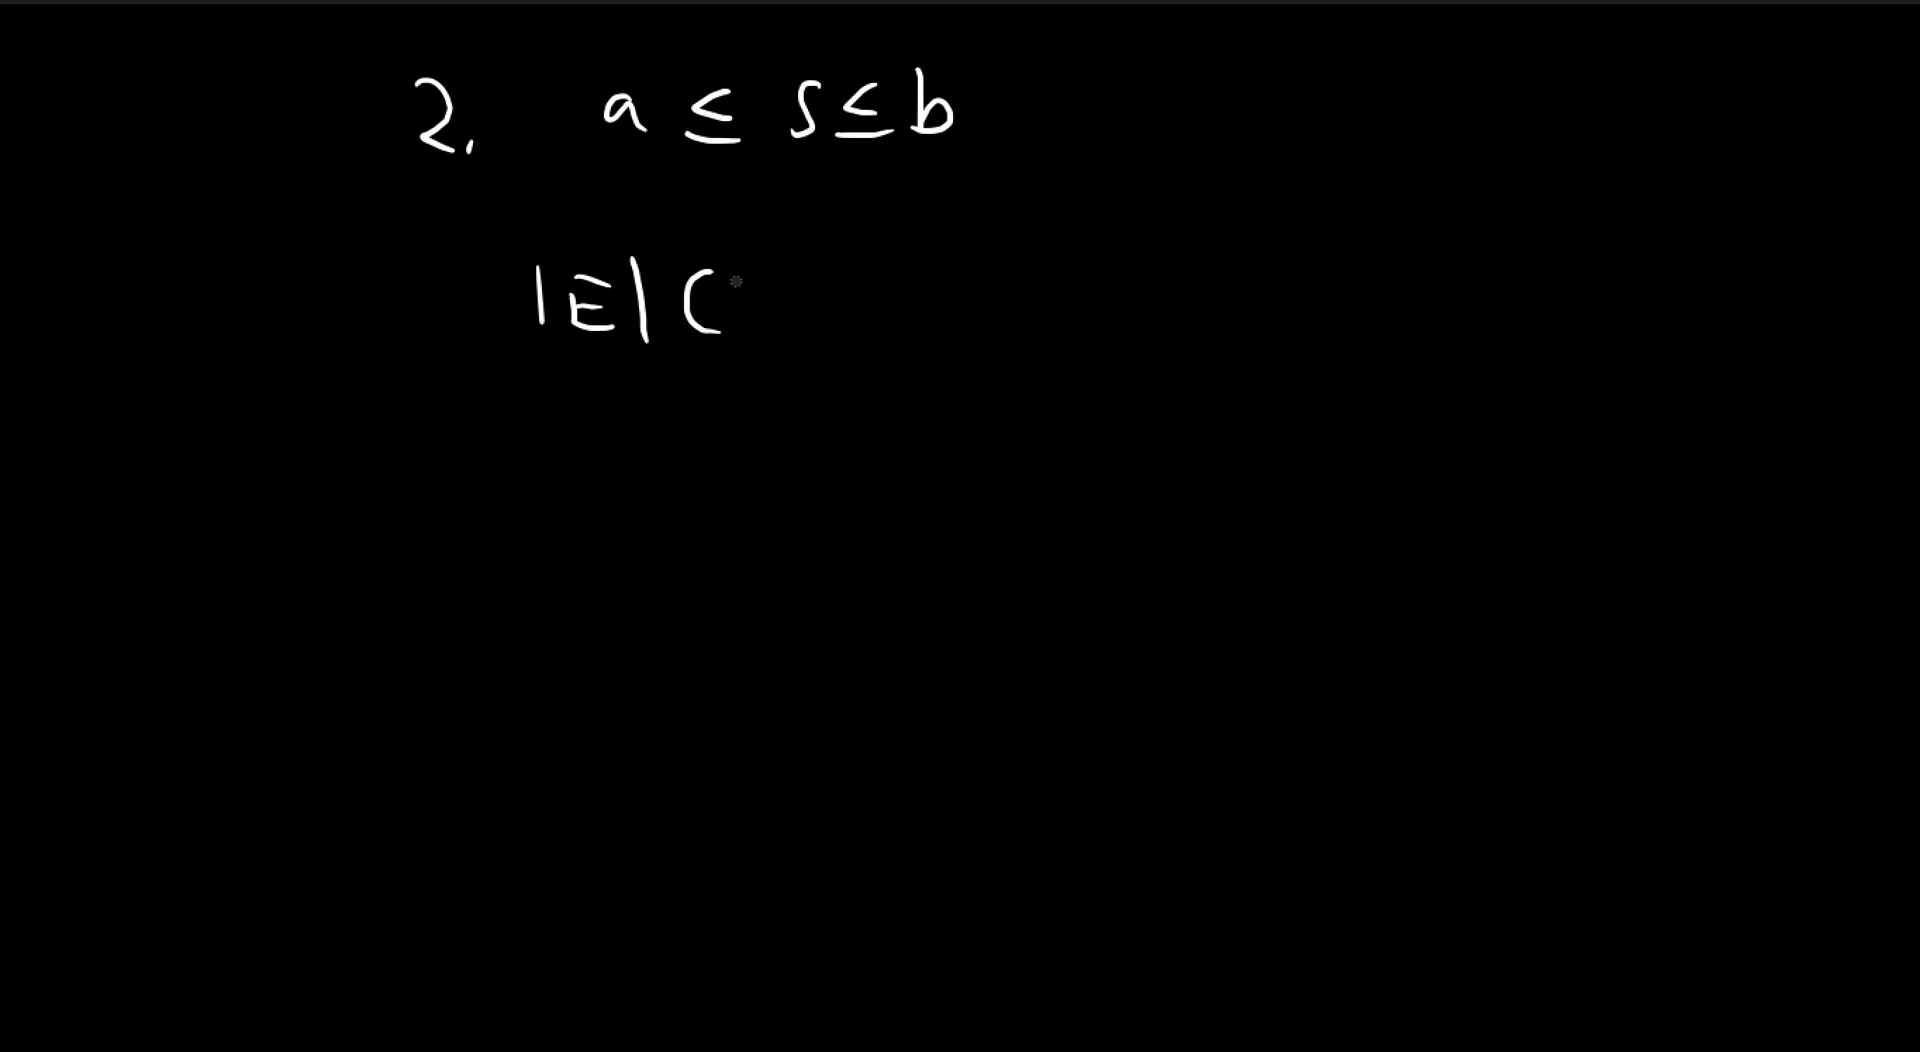 2. a ≤ s ≤ b
|E| (